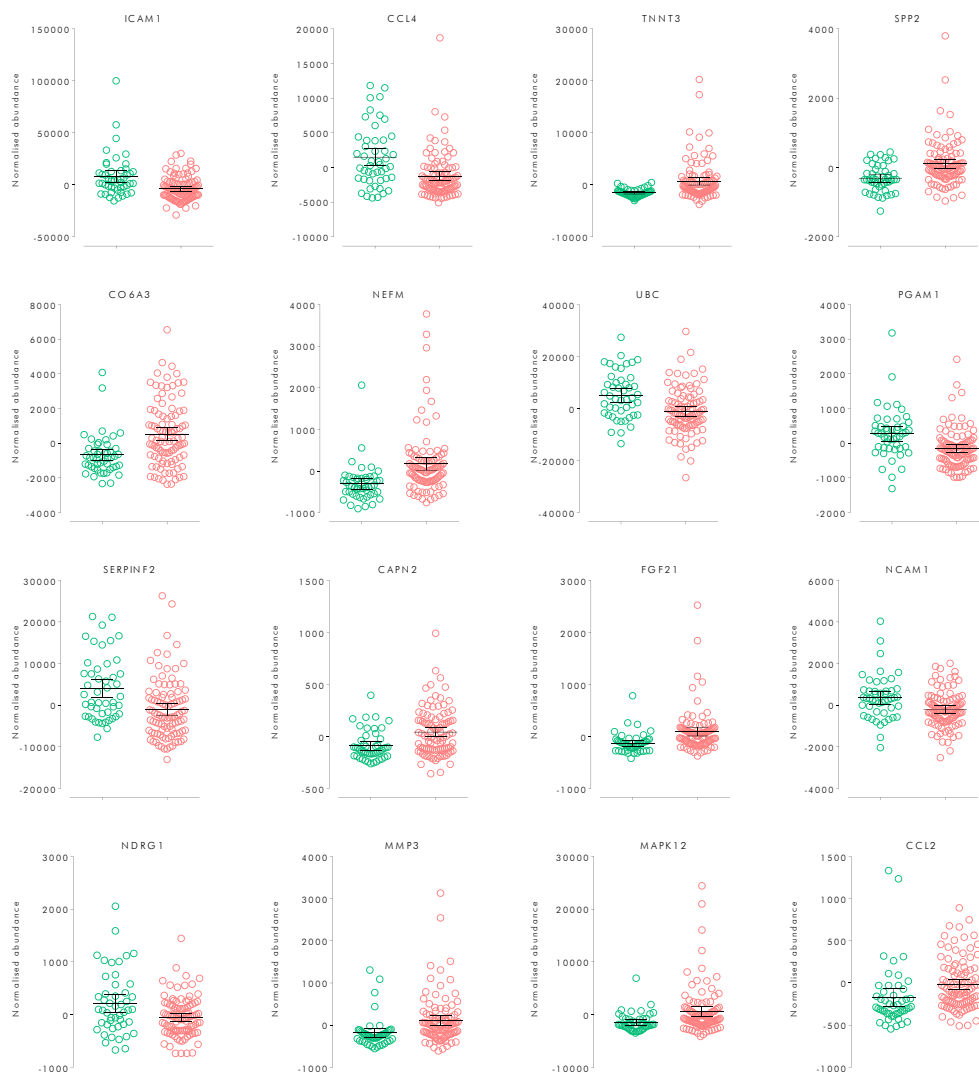 ICAM1
Normalised abundance
150000
100000
50000
0
-50000
CCL4
Normalised abundance
20000
15000
10000
5000
0
-5000
-10000
TNNT3
Normalised abundance
30000
20000
10000
0
-10000
SPP2
Normalised abundance
4000
2000
0
-2000
CO6A3
Normalised abundance
8000
6000
4000
2000
0
-2000
-4000
NEFM
Normalised abundance
4000
3000
2000
1000
0
-1000
UBC
Normalised abundance
40000
20000
0
-20000
-40000
PGAM1
Normalised abundance
4000
3000
2000
1000
0
-1000
-2000
SERPINF2
Normalised abundance
30000
20000
10000
0
-10000
-20000
CAPN2
Normalised abundance
1500
1000
500
0
-500
FGF21
Normalised abundance
3000
2000
1000
0
-1000
NCAM1
Normalised abundance
6000
4000
2000
0
-2000
-4000
NDRG1
Normalised abundance
3000
2000
1000
0
-1000
MMP3
Normalised abundance
4000
3000
2000
1000
0
-1000
MAPK12
Normalised abundance
30000
20000
10000
0
-10000
CCL2
Normalised abundance
1500
1000
500
0
-500
-1000